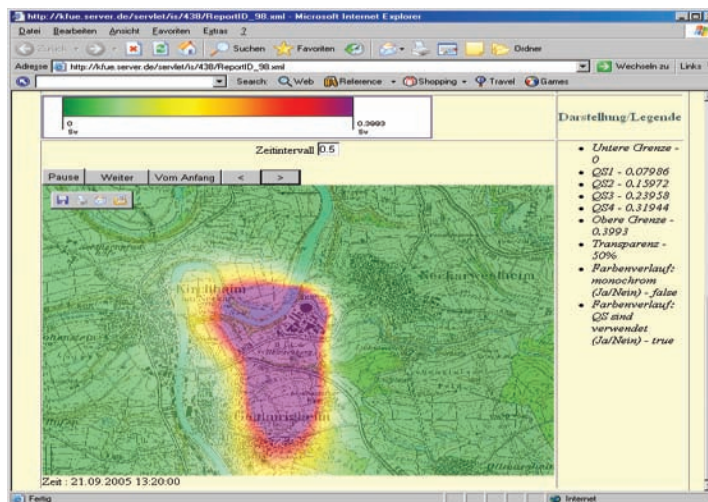 http://kfue.server.de/servlet/is/438/ReportID_98.xml - Microsoft Internet Explorer
Datei Bearbeiten Ansicht Favoriten Extras ?
Zurück Suchen Favoriten Ordner
Adresse http://kfue.server.de/servlet/is/438/ReportID_98.xml Wechseln zu Links
Search: Web Reference Shopping Travel Games
0 0.3993
Sv Sv
Zeitintervall 0.5
Pause Weiter Vom Anfang < >
Kirchheim
Neckarwestheim
Gemmrigheim
Zeit : 21.09.2005 13:20:00
Darstellung/Legende
Untere Grenze -
0
QS1 - 0.07986
QS2 - 0.15972
QS3 - 0.23958
QS4 - 0.31944
Obere Grenze -
0.3993
Transparenz -
50%
Farbenverlauf:
monochrom
(Ja/Nein) - false
Farbenverlauf:
QS sind
verwendet
(Ja/Nein) - true
Fertig Internet